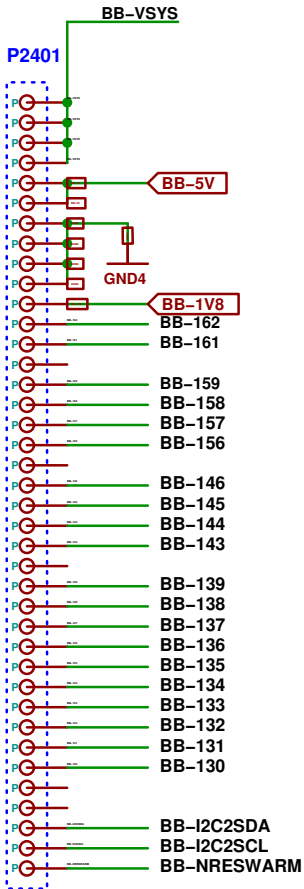 BB-VSYS
P2401
P
P
P
P
P
BB-5V
P
P
P
P
GND4
P
P
BB-1V8
P
BB-162
P
BB-161
P
P
BB-159
P
BB-158
P
BB-157
P
BB-156
P
P
BB-146
P
BB-145
P
BB-144
P
BB-143
P
P
BB-139
P
BB-138
P
BB-137
P
BB-136
P
BB-135
P
BB-134
P
BB-133
P
BB-132
P
BB-131
P
BB-130
P
P
P
BB-I2C2SDA
P
BB-I2C2SCL
P
BB-NRESWARM